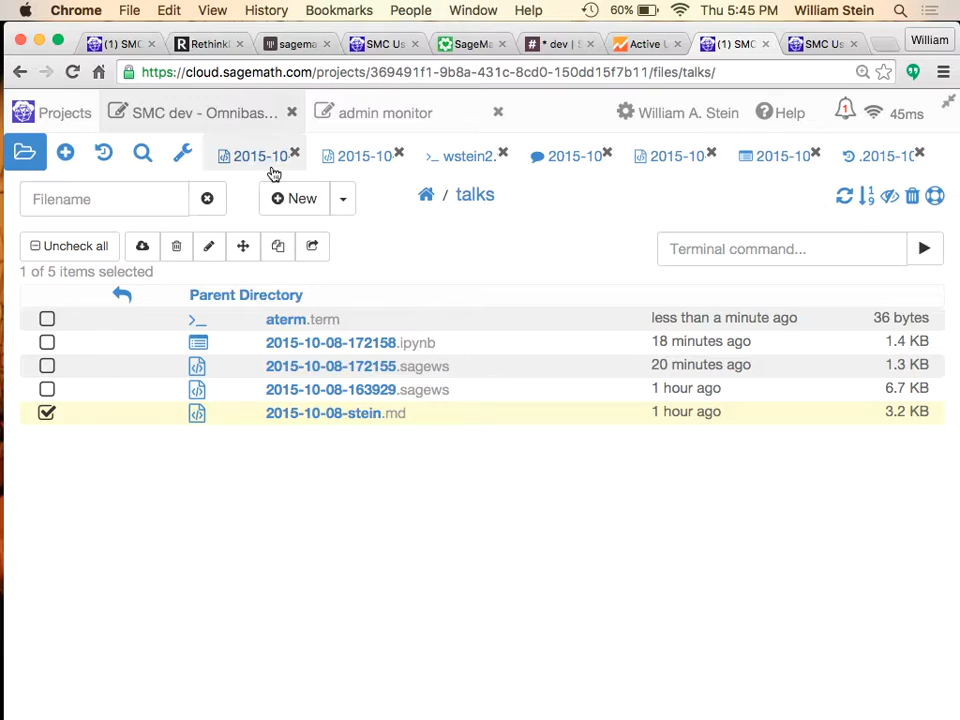 Chrome File Edit View History Bookmarks People Window Help 60% Thu 5:45 PM William Stein
(1) SMC Rethinki sagema SMC Us SageMa * dev | S Active U (1) SMC SMC Us William
https://cloud.sagemath.com/projects/369491f1-9b8a-431c-8cd0-150dd15f7b11/files/talks/
Projects SMC dev - Omnibas... admin monitor William A. Stein Help 1 45ms
2015-10- 2015-10- wstein2. 2015-10 2015-10- 2015-10 .2015-10
Filename New / talks
Uncheck all Terminal command...
1 of 5 items selected
Parent Directory
aterm.term less than a minute ago 36 bytes
2015-10-08-172158.ipynb 18 minutes ago 1.4 KB
2015-10-08-172155.sagews 20 minutes ago 1.3 KB
2015-10-08-163929.sagews 1 hour ago 6.7 KB
2015-10-08-stein.md 1 hour ago 3.2 KB